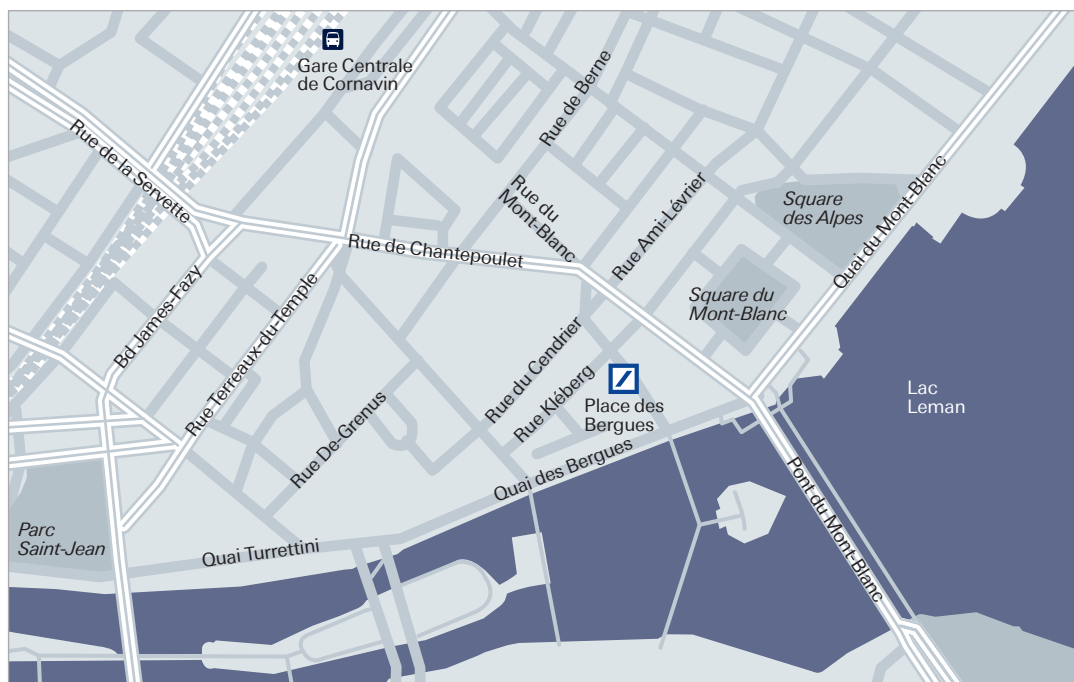 Gare Centrale
de Cornavin
Rue de Berne
Rue de la Servette
Rue du
Mont-Blanc
Rue Ami-Lévrier
Square
des Alpes
Quai du Mont-Blanc
Rue de Chantepoulet
Bd James-Fazy
Rue Terreaux-du-Temple
Square du
Mont-Blanc
Rue du Cendrier
Rue Kléberg
Place des
Bergues
Lac
Leman
Rue De-Grenus
Quai des Bergues
Pont du Mont-Blanc
Parc
Saint-Jean
Quai Turrettini